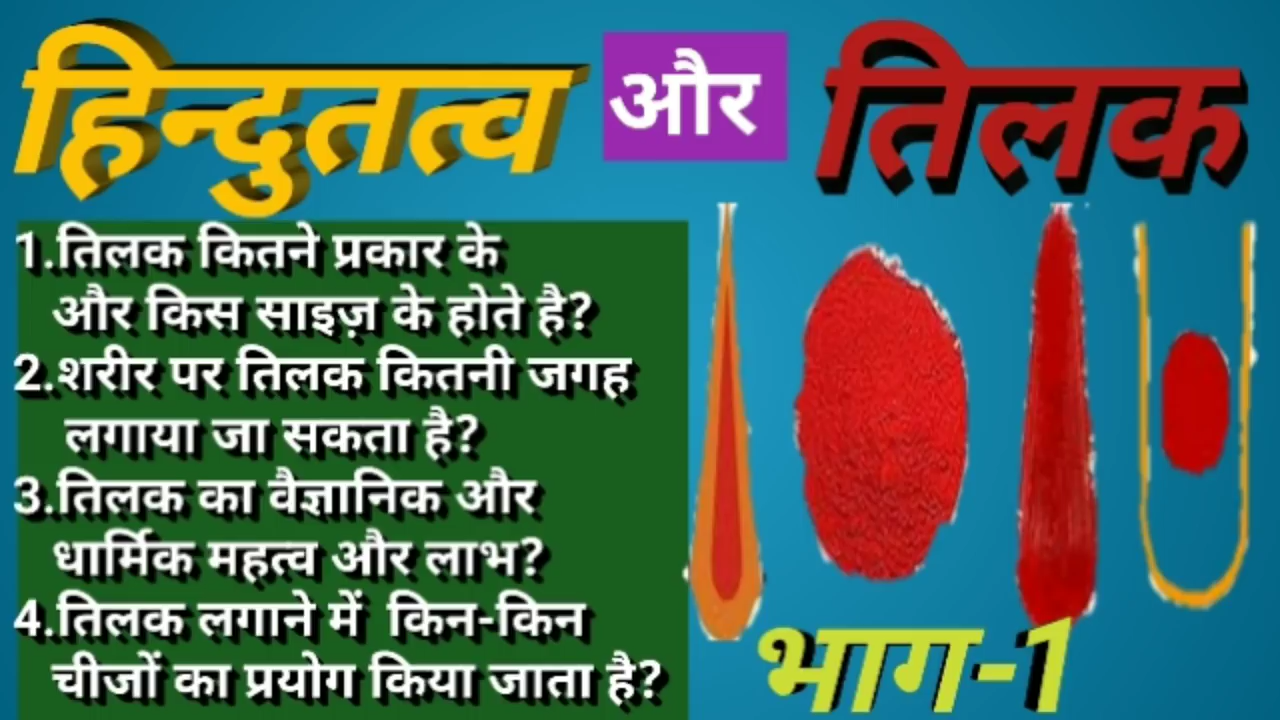 हिन्दुतत्व और तिलक
1.तिलक कितने प्रकार के
और किस साइज़ के होते है?
2.शरीर पर तिलक कितनी जगह
लगाया जा सकता है?
3.तिलक का वैज्ञानिक और
धार्मिक महत्व और लाभ?
4.तिलक लगाने में किन-किन
चीजों का प्रयोग किया जाता है?
भाग-1